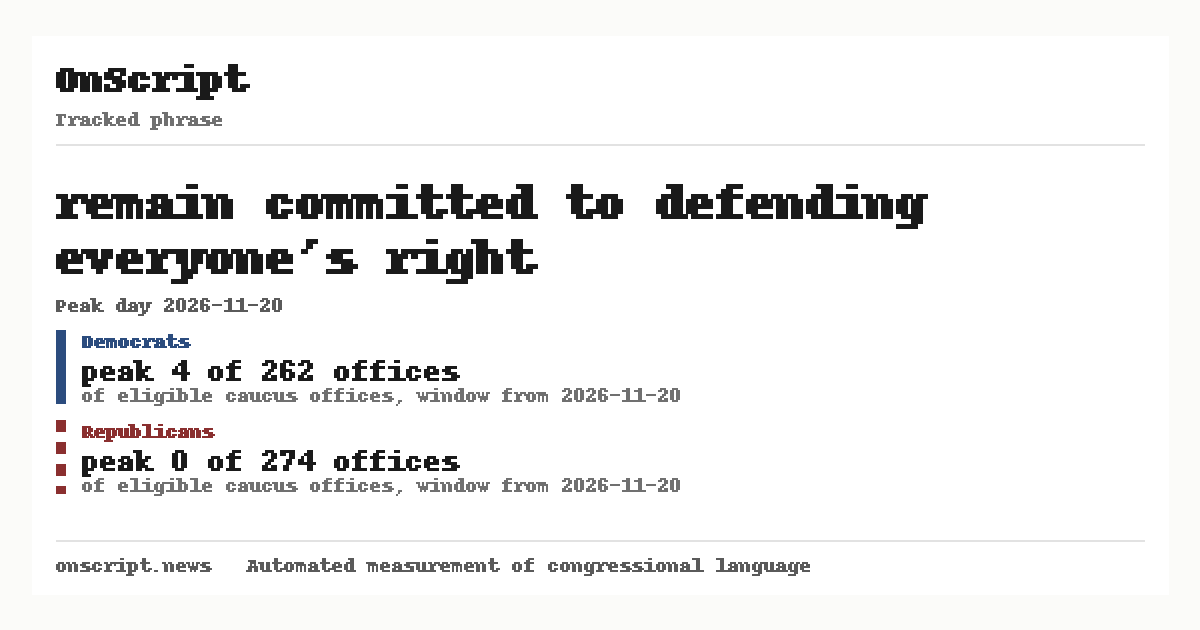 OnScript
Tracked phrase
remain committed to defending
everyone’s right
Peak day 2026-11-20
Democrats
peak 4 of 262 offices
of eligible caucus offices, window from 2026-11-20
Republicans
peak 0 of 274 offices
of eligible caucus offices, window from 2026-11-20
onscript.news Automated measurement of congressional language